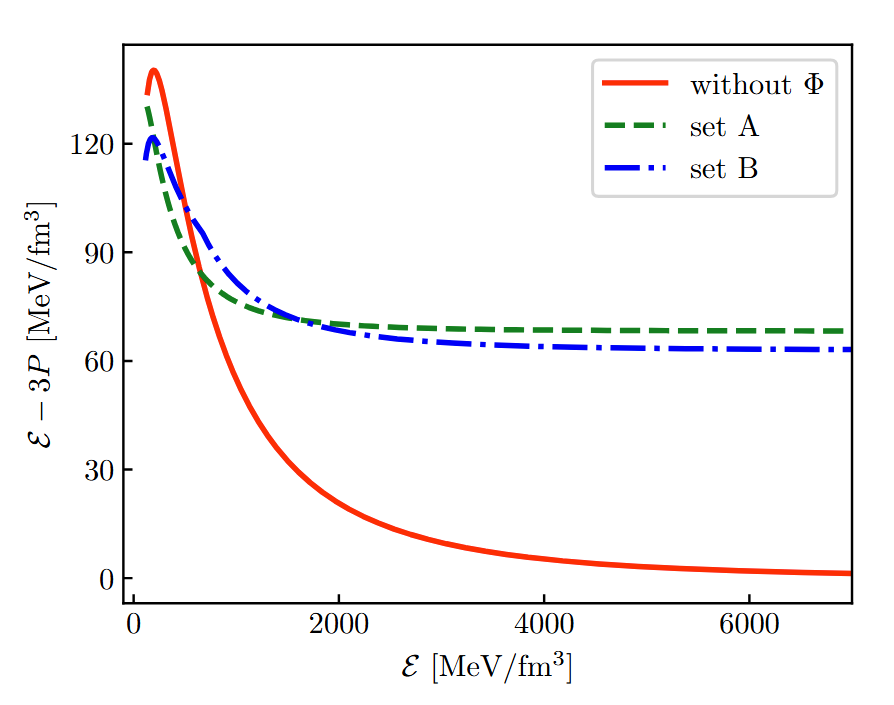 without Φ
set A
set B
120
90
60
30
0
ℰ − 3P [MeV/fm³]
0 2000 4000 6000
ℰ [MeV/fm³]